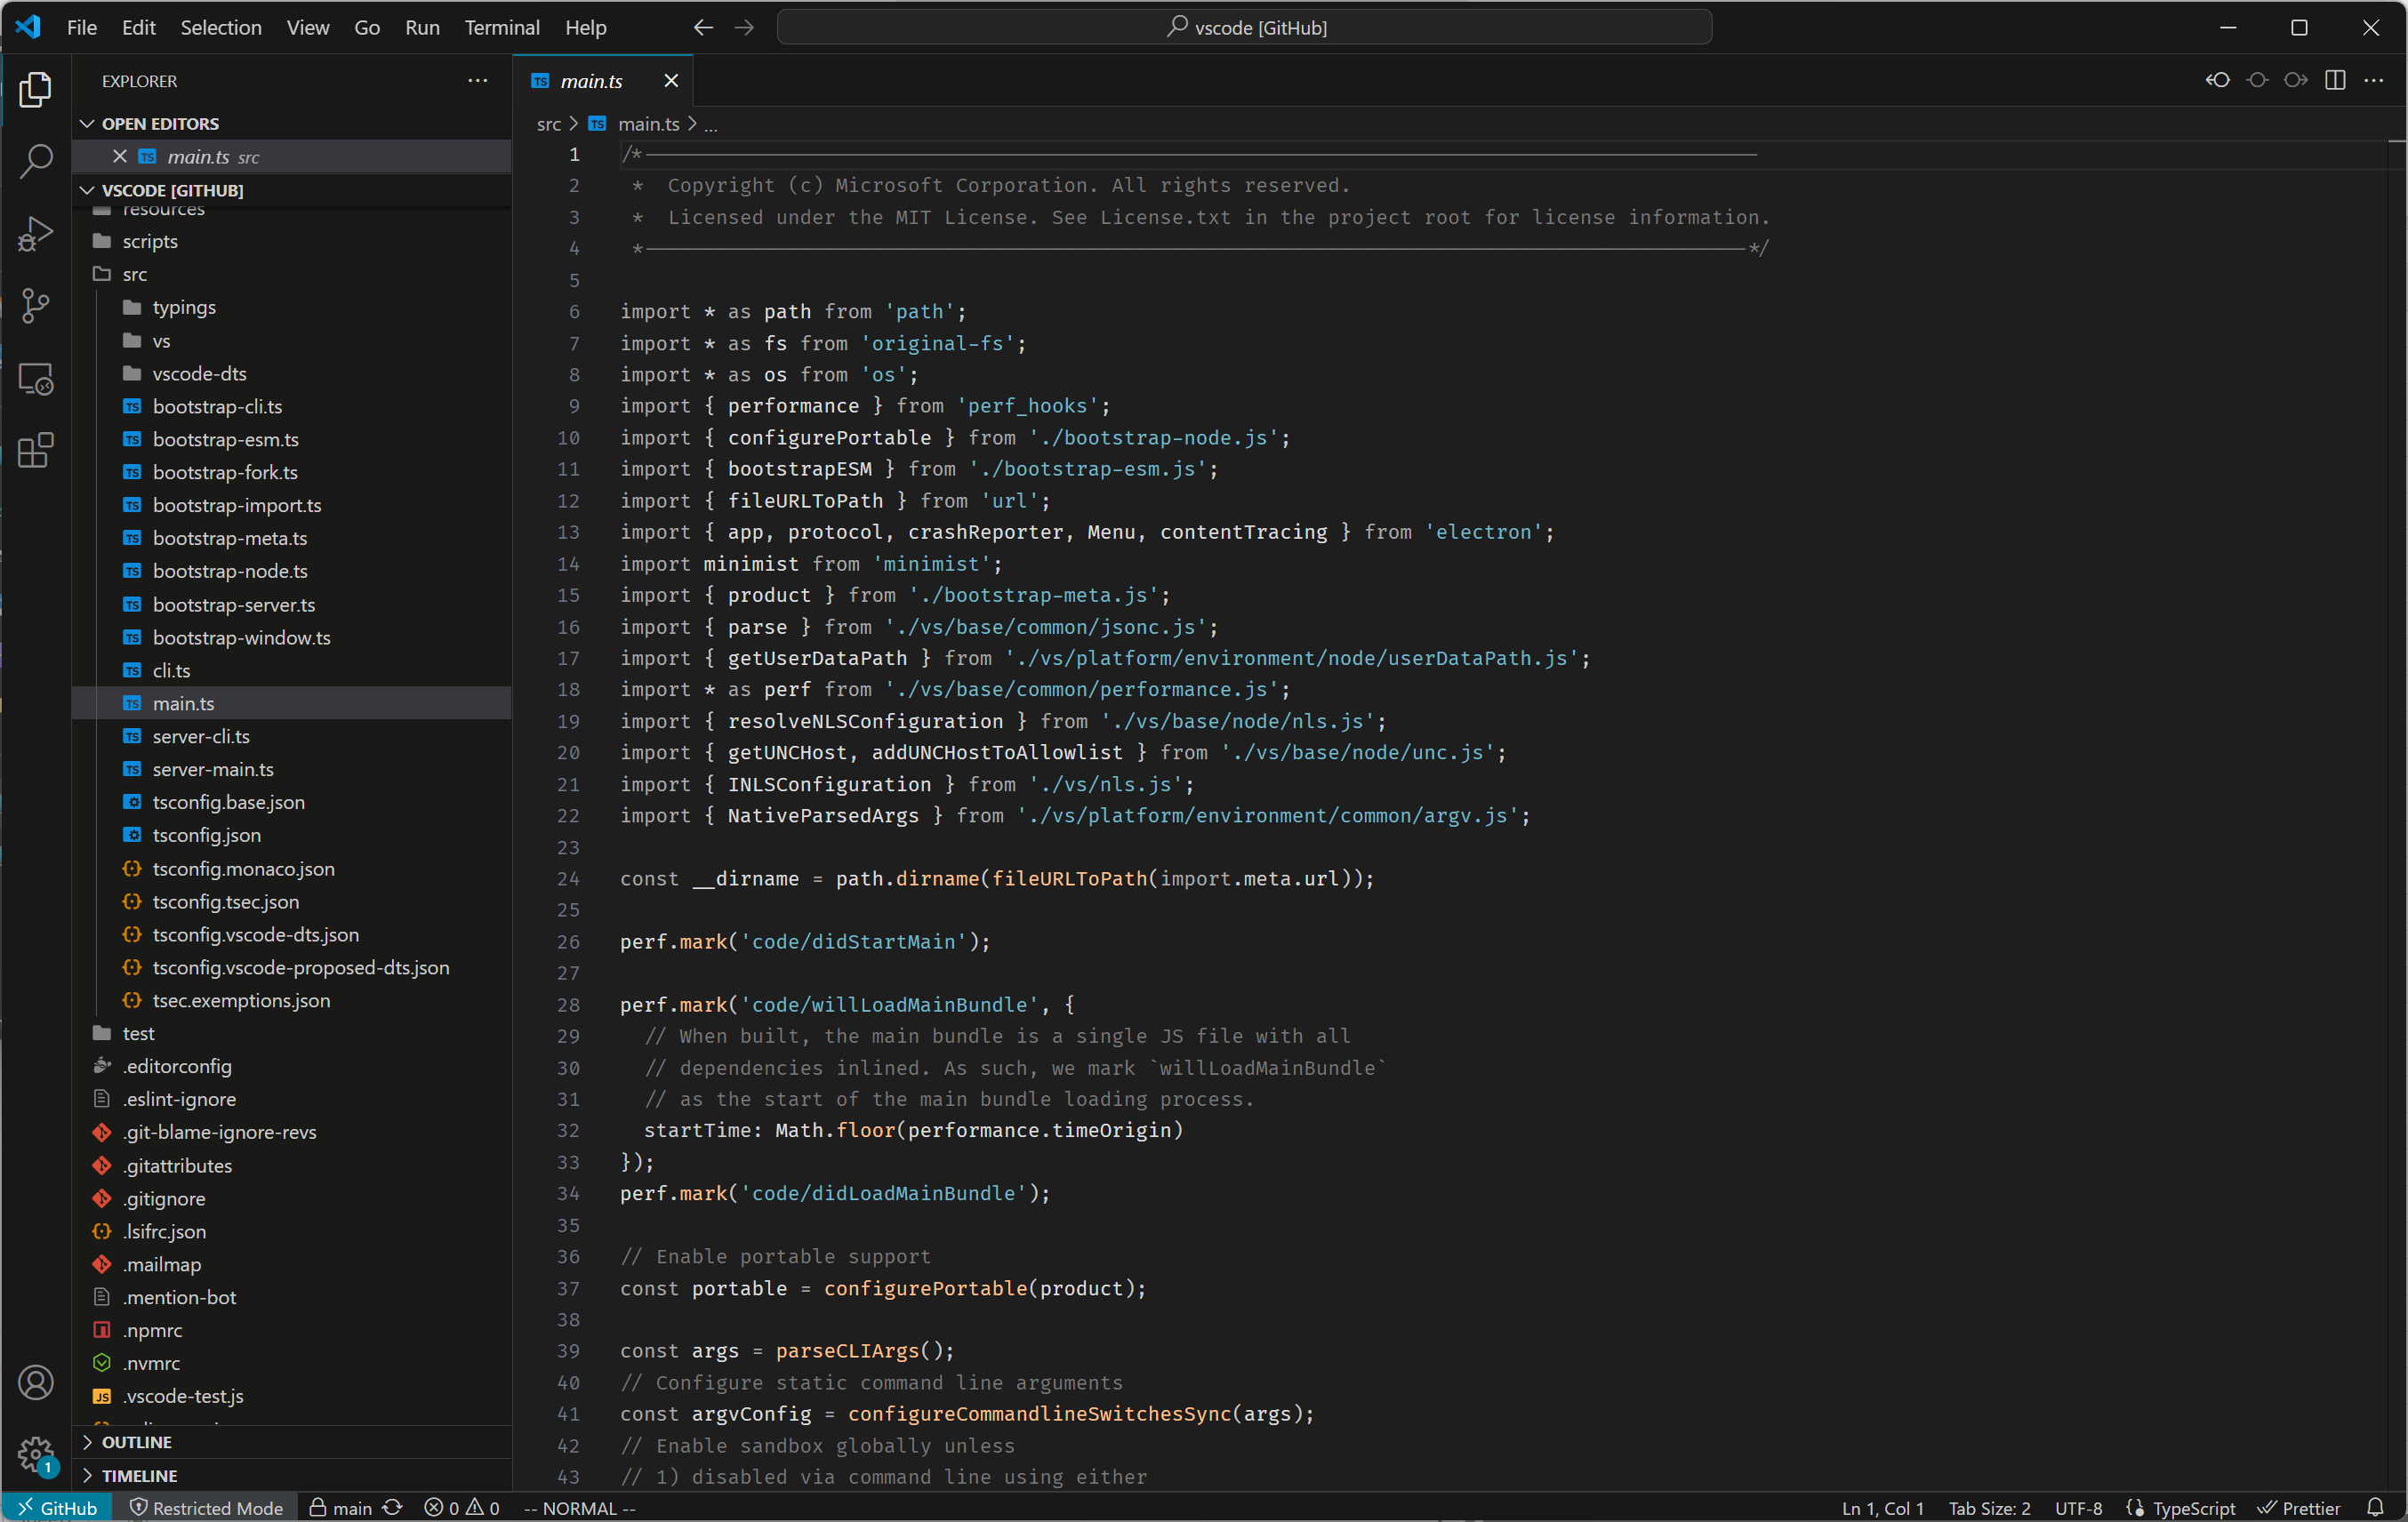 File Edit Selection View Go Run Terminal Help
vscode [GitHub]
EXPLORER
OPEN EDITORS
main.ts src
VSCODE [GITHUB]
resources
scripts
src
typings
vs
vscode-dts
TS bootstrap-cli.ts
TS bootstrap-esm.ts
TS bootstrap-fork.ts
TS bootstrap-import.ts
TS bootstrap-meta.ts
TS bootstrap-node.ts
TS bootstrap-server.ts
TS bootstrap-window.ts
TS cli.ts
TS main.ts
TS server-cli.ts
TS server-main.ts
tsconfig.base.json
tsconfig.json
tsconfig.monaco.json
tsconfig.tsec.json
tsconfig.vscode-dts.json
tsconfig.vscode-proposed-dts.json
tsec.exemptions.json
test
.editorconfig
.eslint-ignore
.git-blame-ignore-revs
.gitattributes
.gitignore
.lsifrc.json
.mailmap
.mention-bot
.npmrc
.nvmrc
JS .vscode-test.js
OUTLINE
TIMELINE
1
TS main.ts
src > TS main.ts > ...
1 /*---------------------------------------------------------------------------------------------
2  *  Copyright (c) Microsoft Corporation. All rights reserved.
3  *  Licensed under the MIT License. See License.txt in the project root for license information.
4  *--------------------------------------------------------------------------------------------*/
5
6 import * as path from 'path';
7 import * as fs from 'original-fs';
8 import * as os from 'os';
9 import { performance } from 'perf_hooks';
10 import { configurePortable } from './bootstrap-node.js';
11 import { bootstrapESM } from './bootstrap-esm.js';
12 import { fileURLToPath } from 'url';
13 import { app, protocol, crashReporter, Menu, contentTracing } from 'electron';
14 import minimist from 'minimist';
15 import { product } from './bootstrap-meta.js';
16 import { parse } from './vs/base/common/jsonc.js';
17 import { getUserDataPath } from './vs/platform/environment/node/userDataPath.js';
18 import * as perf from './vs/base/common/performance.js';
19 import { resolveNLSConfiguration } from './vs/base/node/nls.js';
20 import { getUNCHost, addUNCHostToAllowlist } from './vs/base/node/unc.js';
21 import { INLSConfiguration } from './vs/nls.js';
22 import { NativeParsedArgs } from './vs/platform/environment/common/argv.js';
23
24 const __dirname = path.dirname(fileURLToPath(import.meta.url));
25
26 perf.mark('code/didStartMain');
27
28 perf.mark('code/willLoadMainBundle', {
29   // When built, the main bundle is a single JS file with all
30   // dependencies inlined. As such, we mark `willLoadMainBundle`
31   // as the start of the main bundle loading process.
32   startTime: Math.floor(performance.timeOrigin)
33 });
34 perf.mark('code/didLoadMainBundle');
35
36 // Enable portable support
37 const portable = configurePortable(product);
38
39 const args = parseCLIArgs();
40 // Configure static command line arguments
41 const argvConfig = configureCommandlineSwitchesSync(args);
42 // Enable sandbox globally unless
43 // 1) disabled via command line using either
GitHub Restricted Mode main 0 0 -- NORMAL -- Ln 1, Col 1 Tab Size: 2 UTF-8 TypeScript Prettier